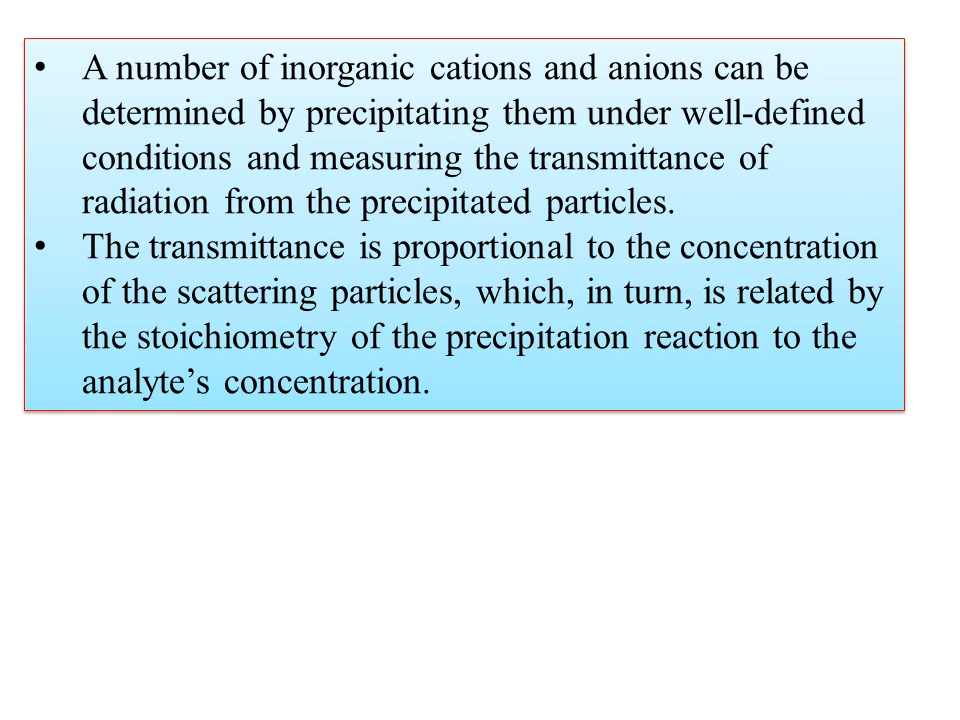 • A number of inorganic cations and anions can be
determined by precipitating them under well-defined
conditions and measuring the transmittance of
radiation from the precipitated particles.
• The transmittance is proportional to the concentration
of the scattering particles, which, in turn, is related by
the stoichiometry of the precipitation reaction to the
analyte’s concentration.